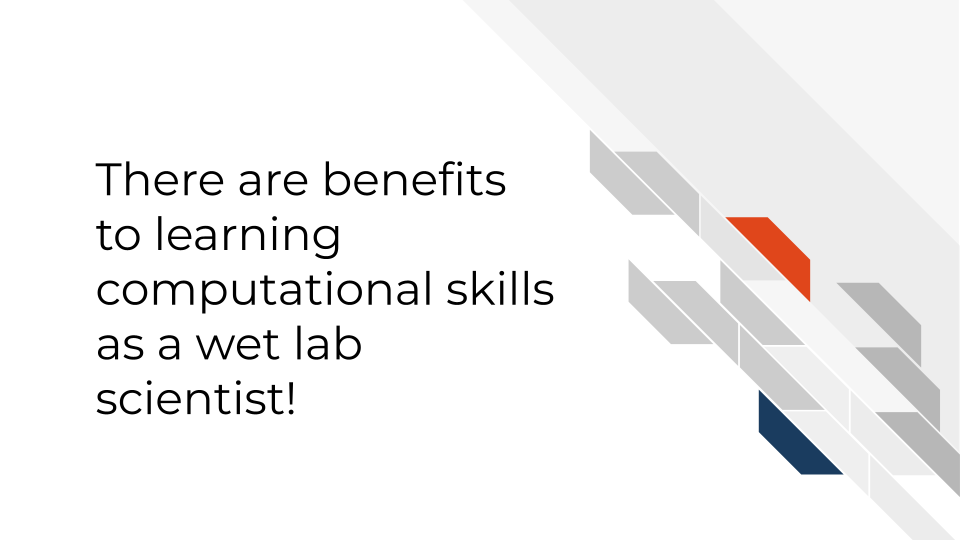 There are benefits
to learning
computational skills
as a wet lab
scientist!